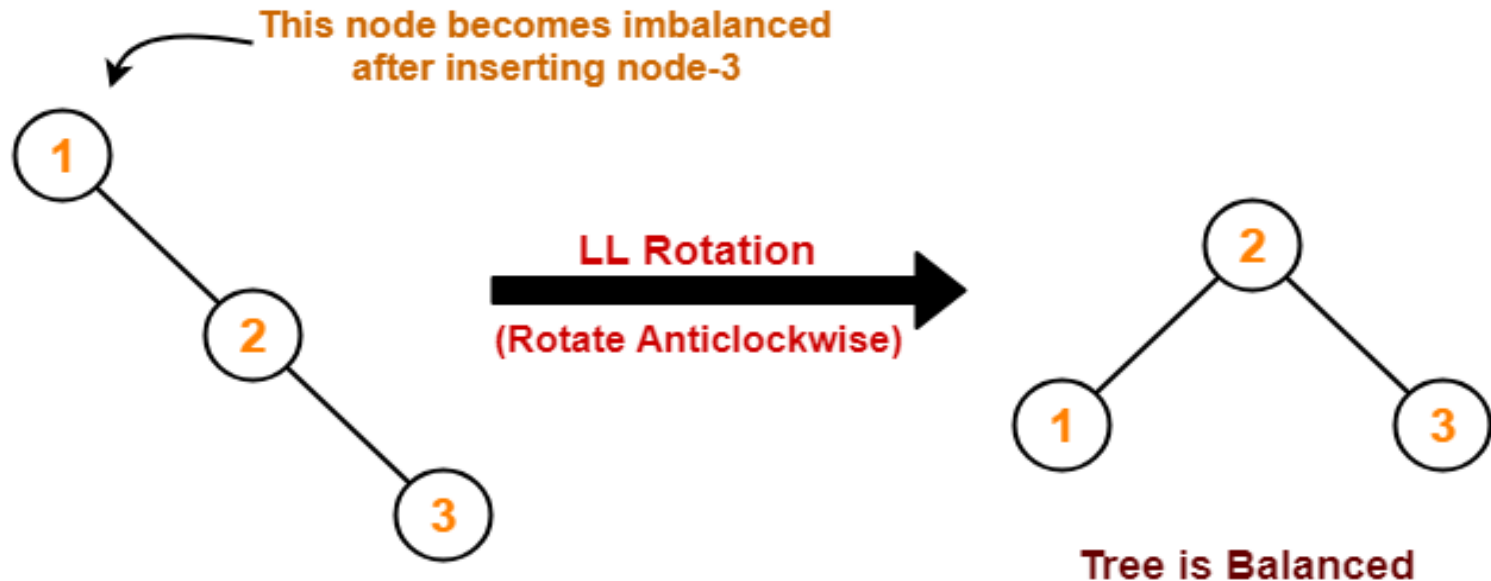 This node becomes imbalanced
after inserting node-3
1
2
3
LL Rotation
(Rotate Anticlockwise)
2
1
3
Tree is Balanced